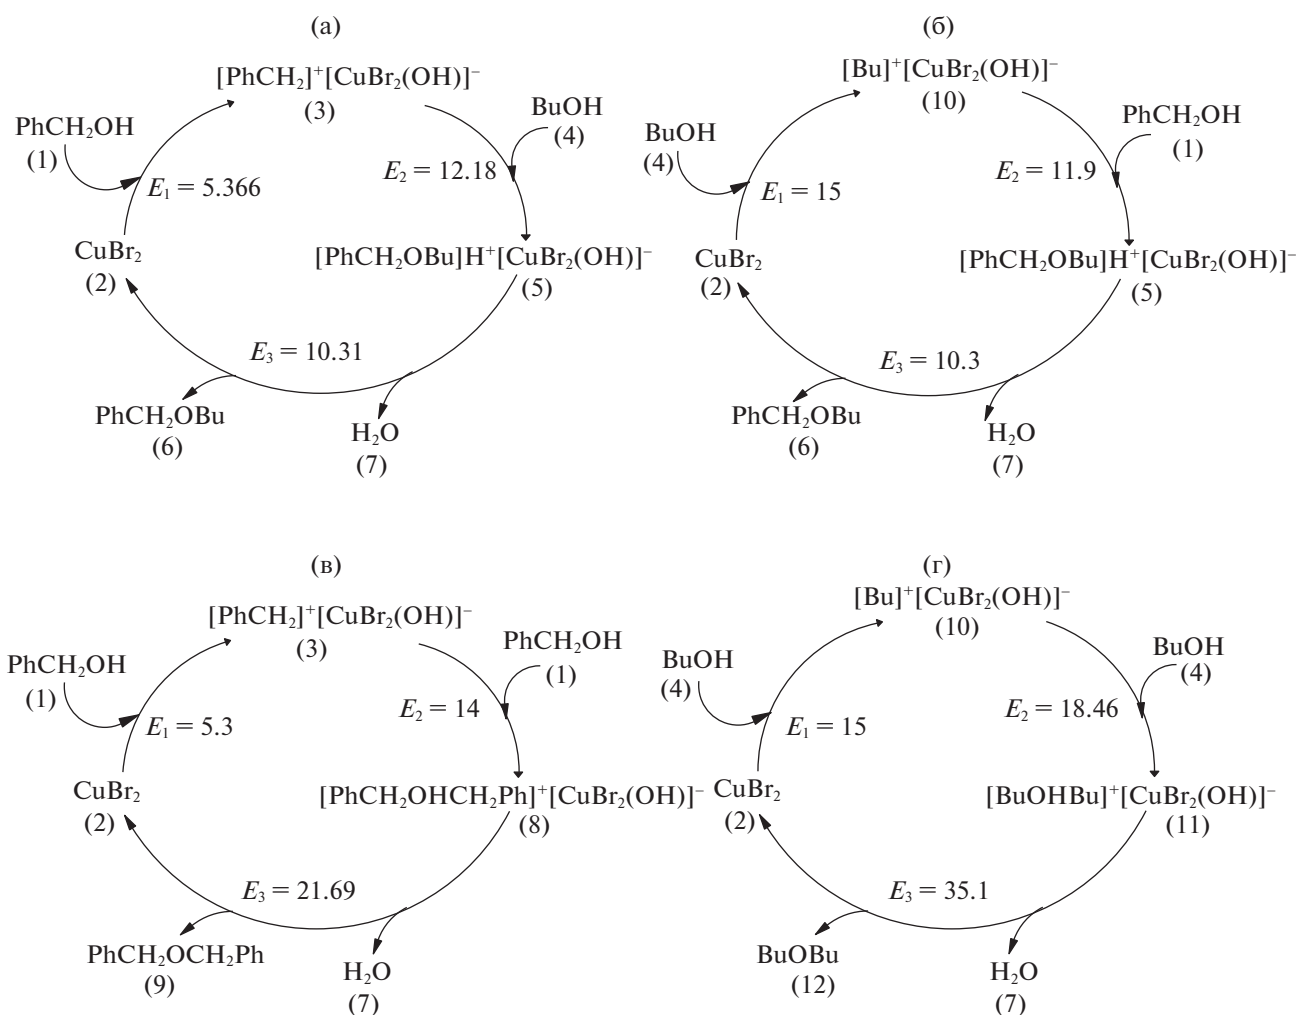 (а)
[PhCH₂]⁺[CuBr₂(OH)]⁻
(3)
PhCH₂OH
(1)
BuOH
(4)
E₁ = 5.366
E₂ = 12.18
CuBr₂
(2)
[PhCH₂OBu]H⁺[CuBr₂(OH)]⁻
(5)
E₃ = 10.31
PhCH₂OBu
(6)
H₂O
(7)
(б)
[Bu]⁺[CuBr₂(OH)]⁻
(10)
BuOH
(4)
PhCH₂OH
(1)
E₁ = 15
E₂ = 11.9
CuBr₂
(2)
[PhCH₂OBu]H⁺[CuBr₂(OH)]⁻
(5)
E₃ = 10.3
PhCH₂OBu
(6)
H₂O
(7)
(в)
[PhCH₂]⁺[CuBr₂(OH)]⁻
(3)
PhCH₂OH
(1)
PhCH₂OH
(1)
E₁ = 5.3
E₂ = 14
CuBr₂
(2)
[PhCH₂OHCH₂Ph]⁺[CuBr₂(OH)]⁻
(8)
E₃ = 21.69
PhCH₂OCH₂Ph
(9)
H₂O
(7)
(г)
[Bu]⁺[CuBr₂(OH)]⁻
(10)
BuOH
(4)
BuOH
(4)
E₁ = 15
E₂ = 18.46
CuBr₂
(2)
[BuOHBu]⁺[CuBr₂(OH)]⁻
(11)
E₃ = 35.1
BuOBu
(12)
H₂O
(7)